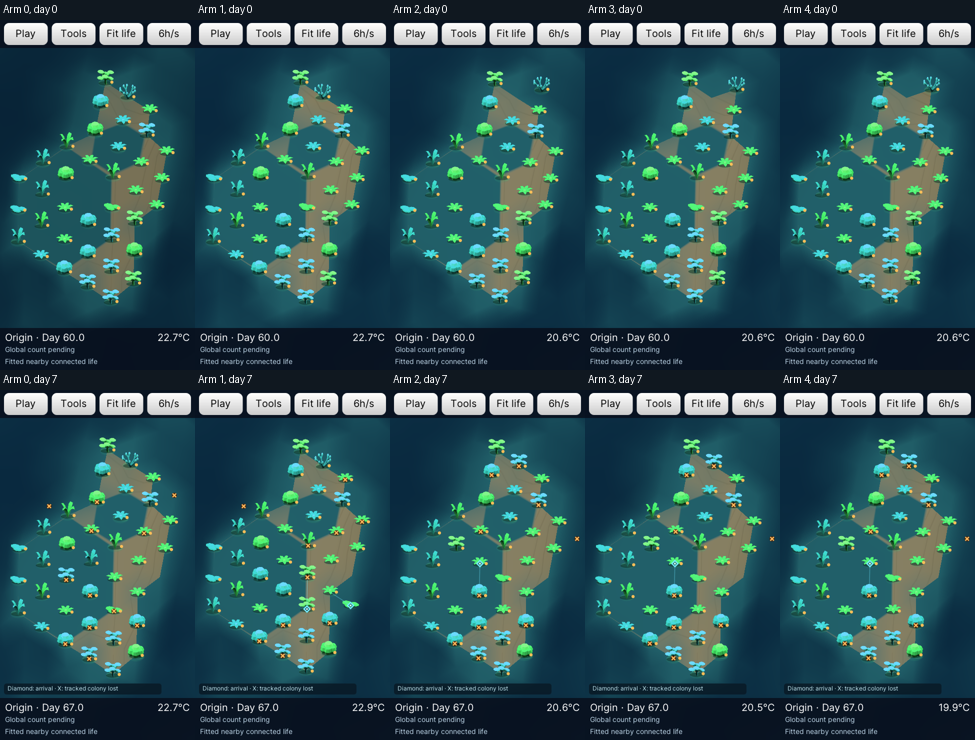 Arm 0, day 0
Arm 1, day 0
Arm 2, day 0
Arm 3, day 0
Arm 4, day 0
Play Tools Fit life 6h/s
Play Tools Fit life 6h/s
Play Tools Fit life 6h/s
Play Tools Fit life 6h/s
Play Tools Fit life 6h/s
Origin · Day 60.0 22.7°C
Global count pending
Fitted nearby connected life
Origin · Day 60.0 22.7°C
Global count pending
Fitted nearby connected life
Origin · Day 60.0 20.6°C
Global count pending
Fitted nearby connected life
Origin · Day 60.0 20.6°C
Global count pending
Fitted nearby connected life
Origin · Day 60.0 20.6°C
Global count pending
Fitted nearby connected life
Arm 0, day 7
Arm 1, day 7
Arm 2, day 7
Arm 3, day 7
Arm 4, day 7
Play Tools Fit life 6h/s
Play Tools Fit life 6h/s
Play Tools Fit life 6h/s
Play Tools Fit life 6h/s
Play Tools Fit life 6h/s
Diamond: arrival · X: tracked colony lost
Diamond: arrival · X: tracked colony lost
Diamond: arrival · X: tracked colony lost
Diamond: arrival · X: tracked colony lost
Diamond: arrival · X: tracked colony lost
Origin · Day 67.0 22.7°C
Global count pending
Fitted nearby connected life
Origin · Day 67.0 22.9°C
Global count pending
Fitted nearby connected life
Origin · Day 67.0 20.6°C
Global count pending
Fitted nearby connected life
Origin · Day 67.0 20.5°C
Global count pending
Fitted nearby connected life
Origin · Day 67.0 19.9°C
Global count pending
Fitted nearby connected life